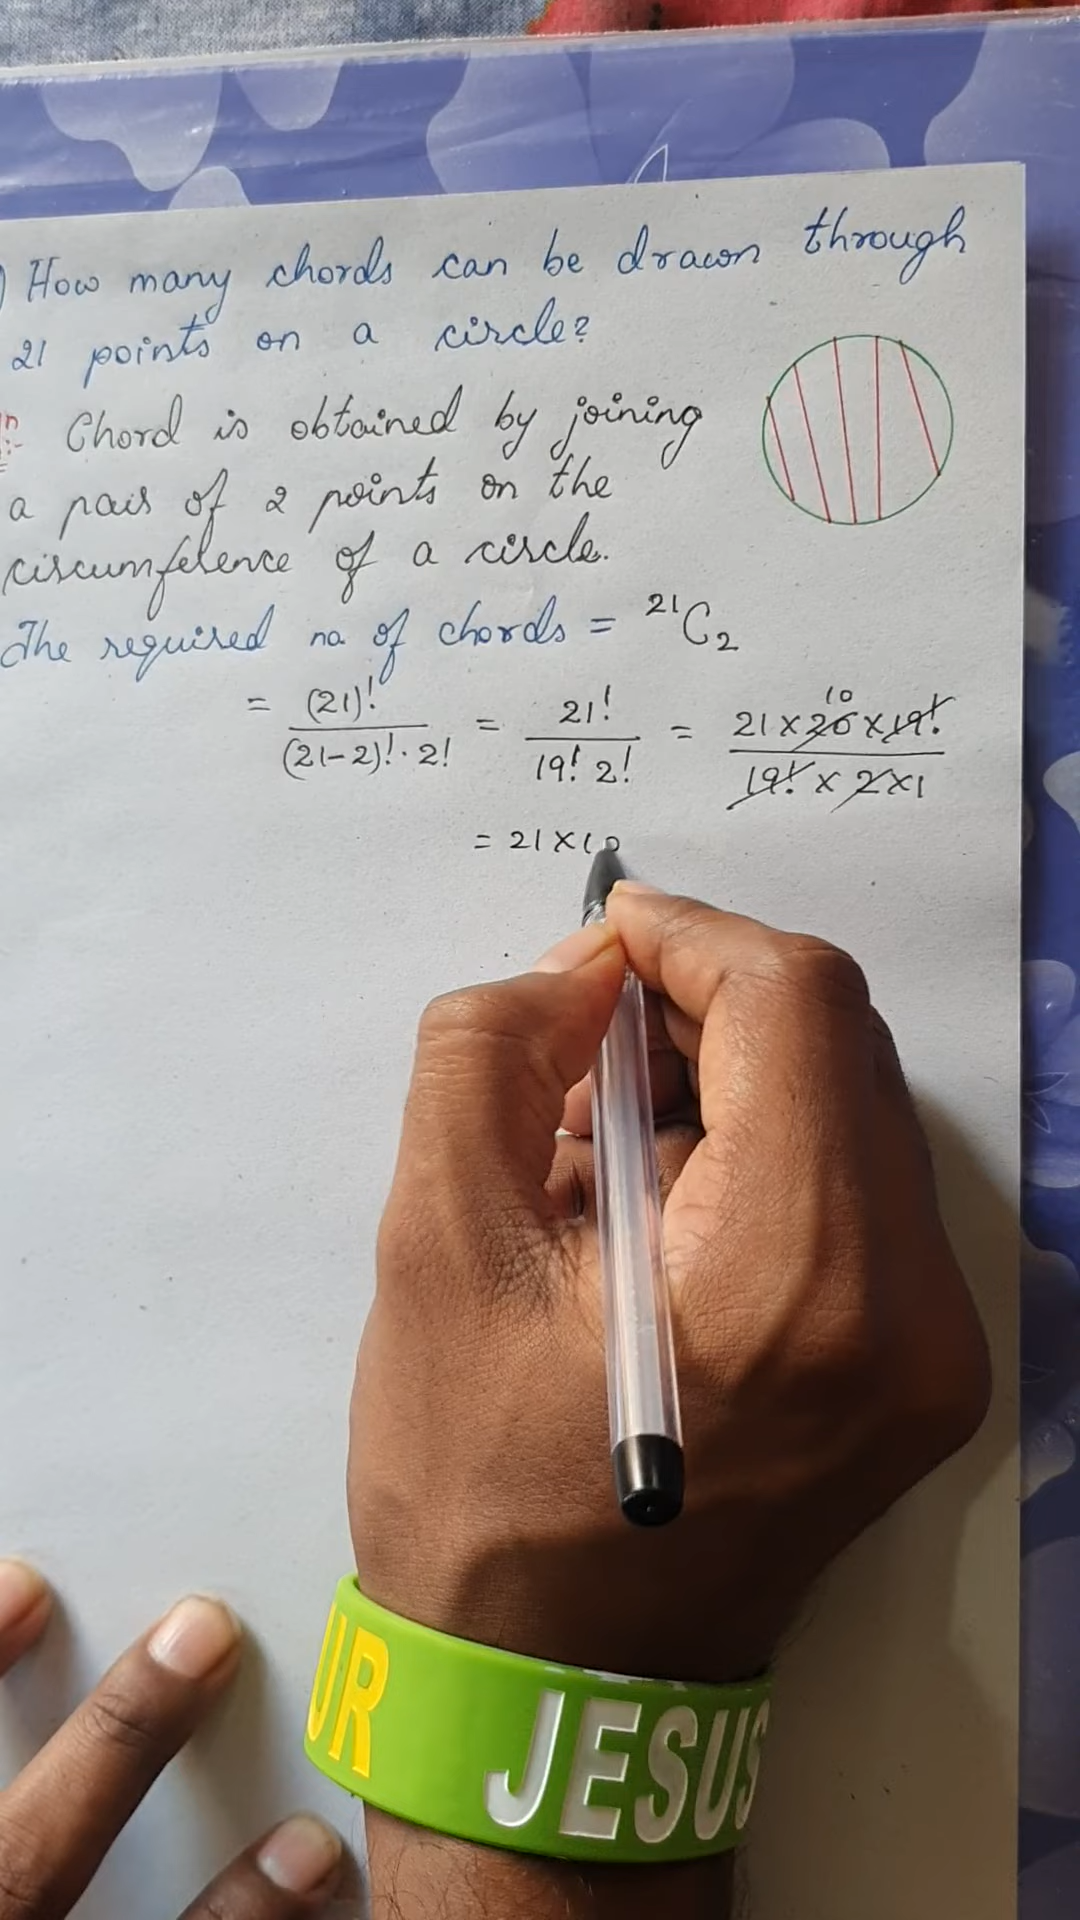 ) How many chords can be drawn through
21 points on a circle?
Chord is obtained by joining
a pair of 2 points on the
circumference of a circle.
The required no. of chords = ²¹C₂
= (21)! / (21-2)! · 2! = 21! / 19! 2! = 21 × 20 × 19! / 19! × 2 × 1
10
= 21 × 10
UR JESUS